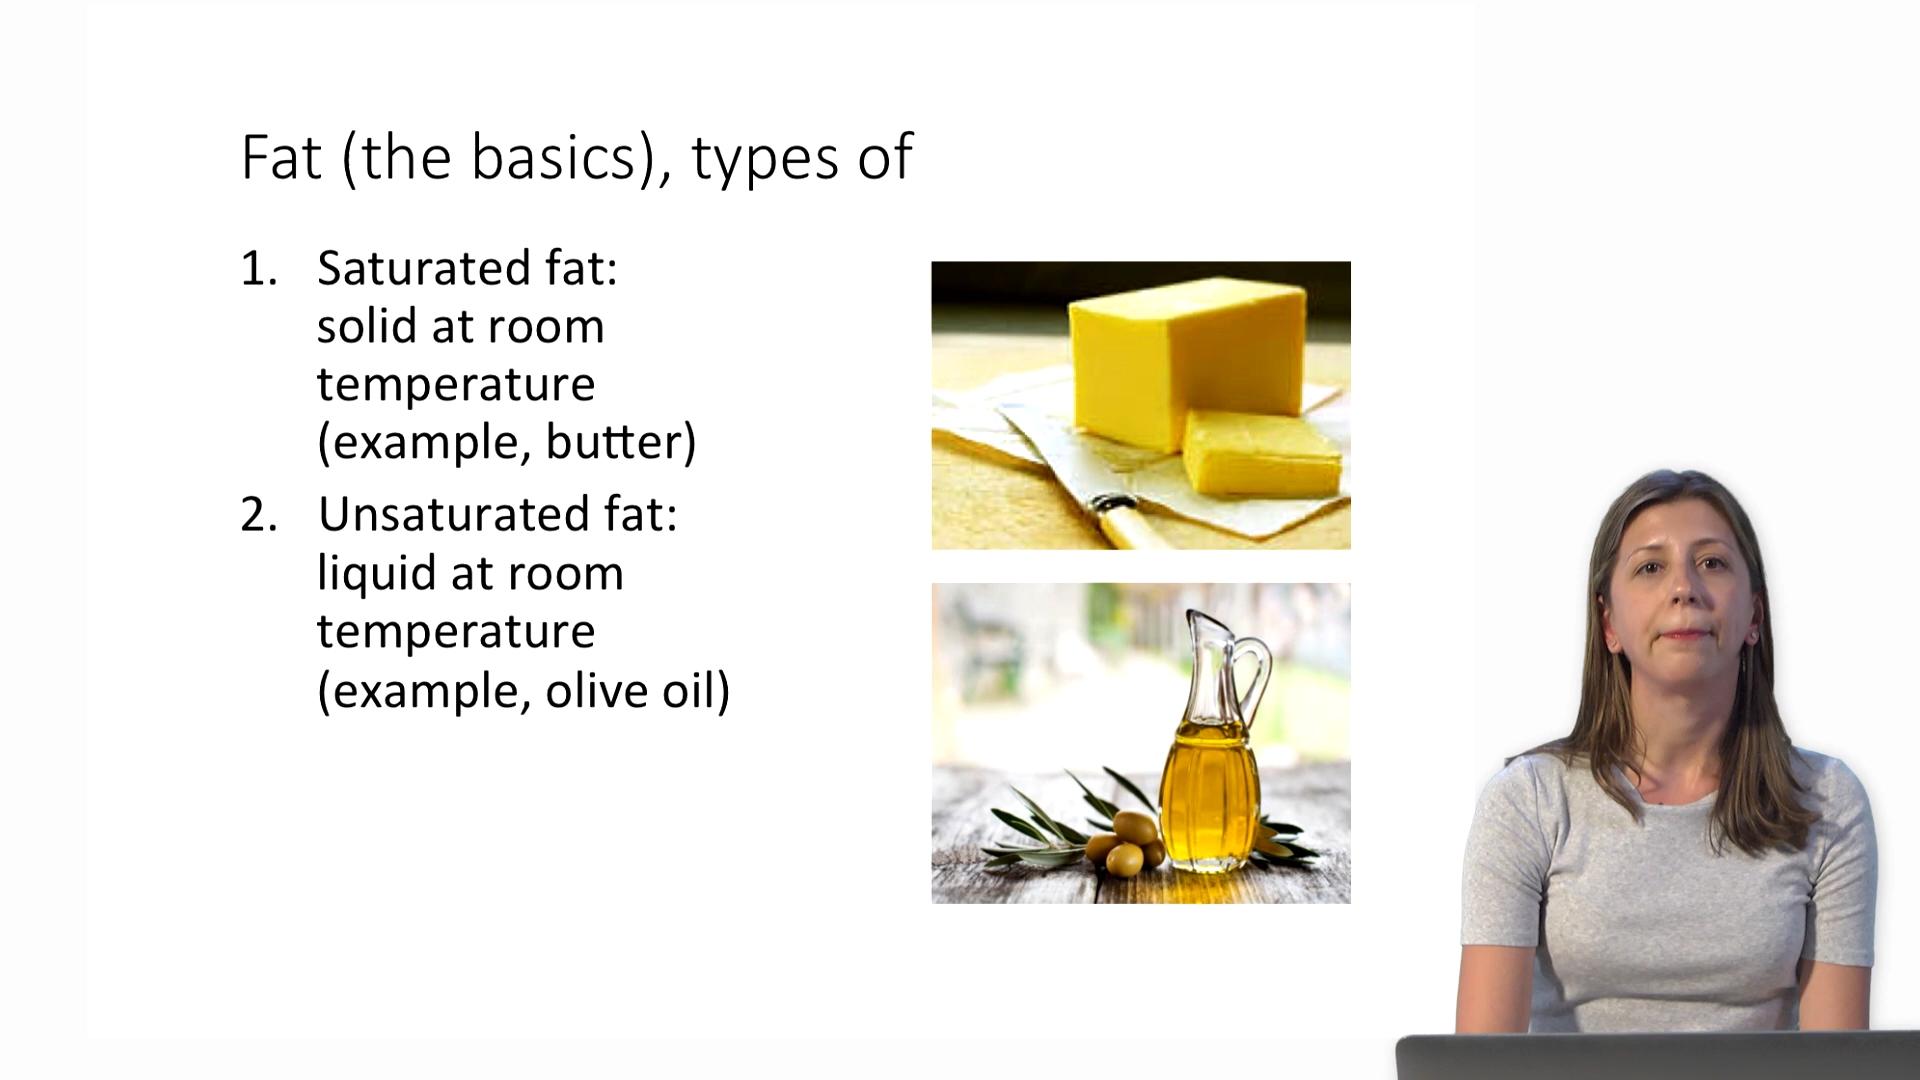 Fat (the basics), types of
1. Saturated fat:
solid at room
temperature
(example, butter)
2. Unsaturated fat:
liquid at room
temperature
(example, olive oil)